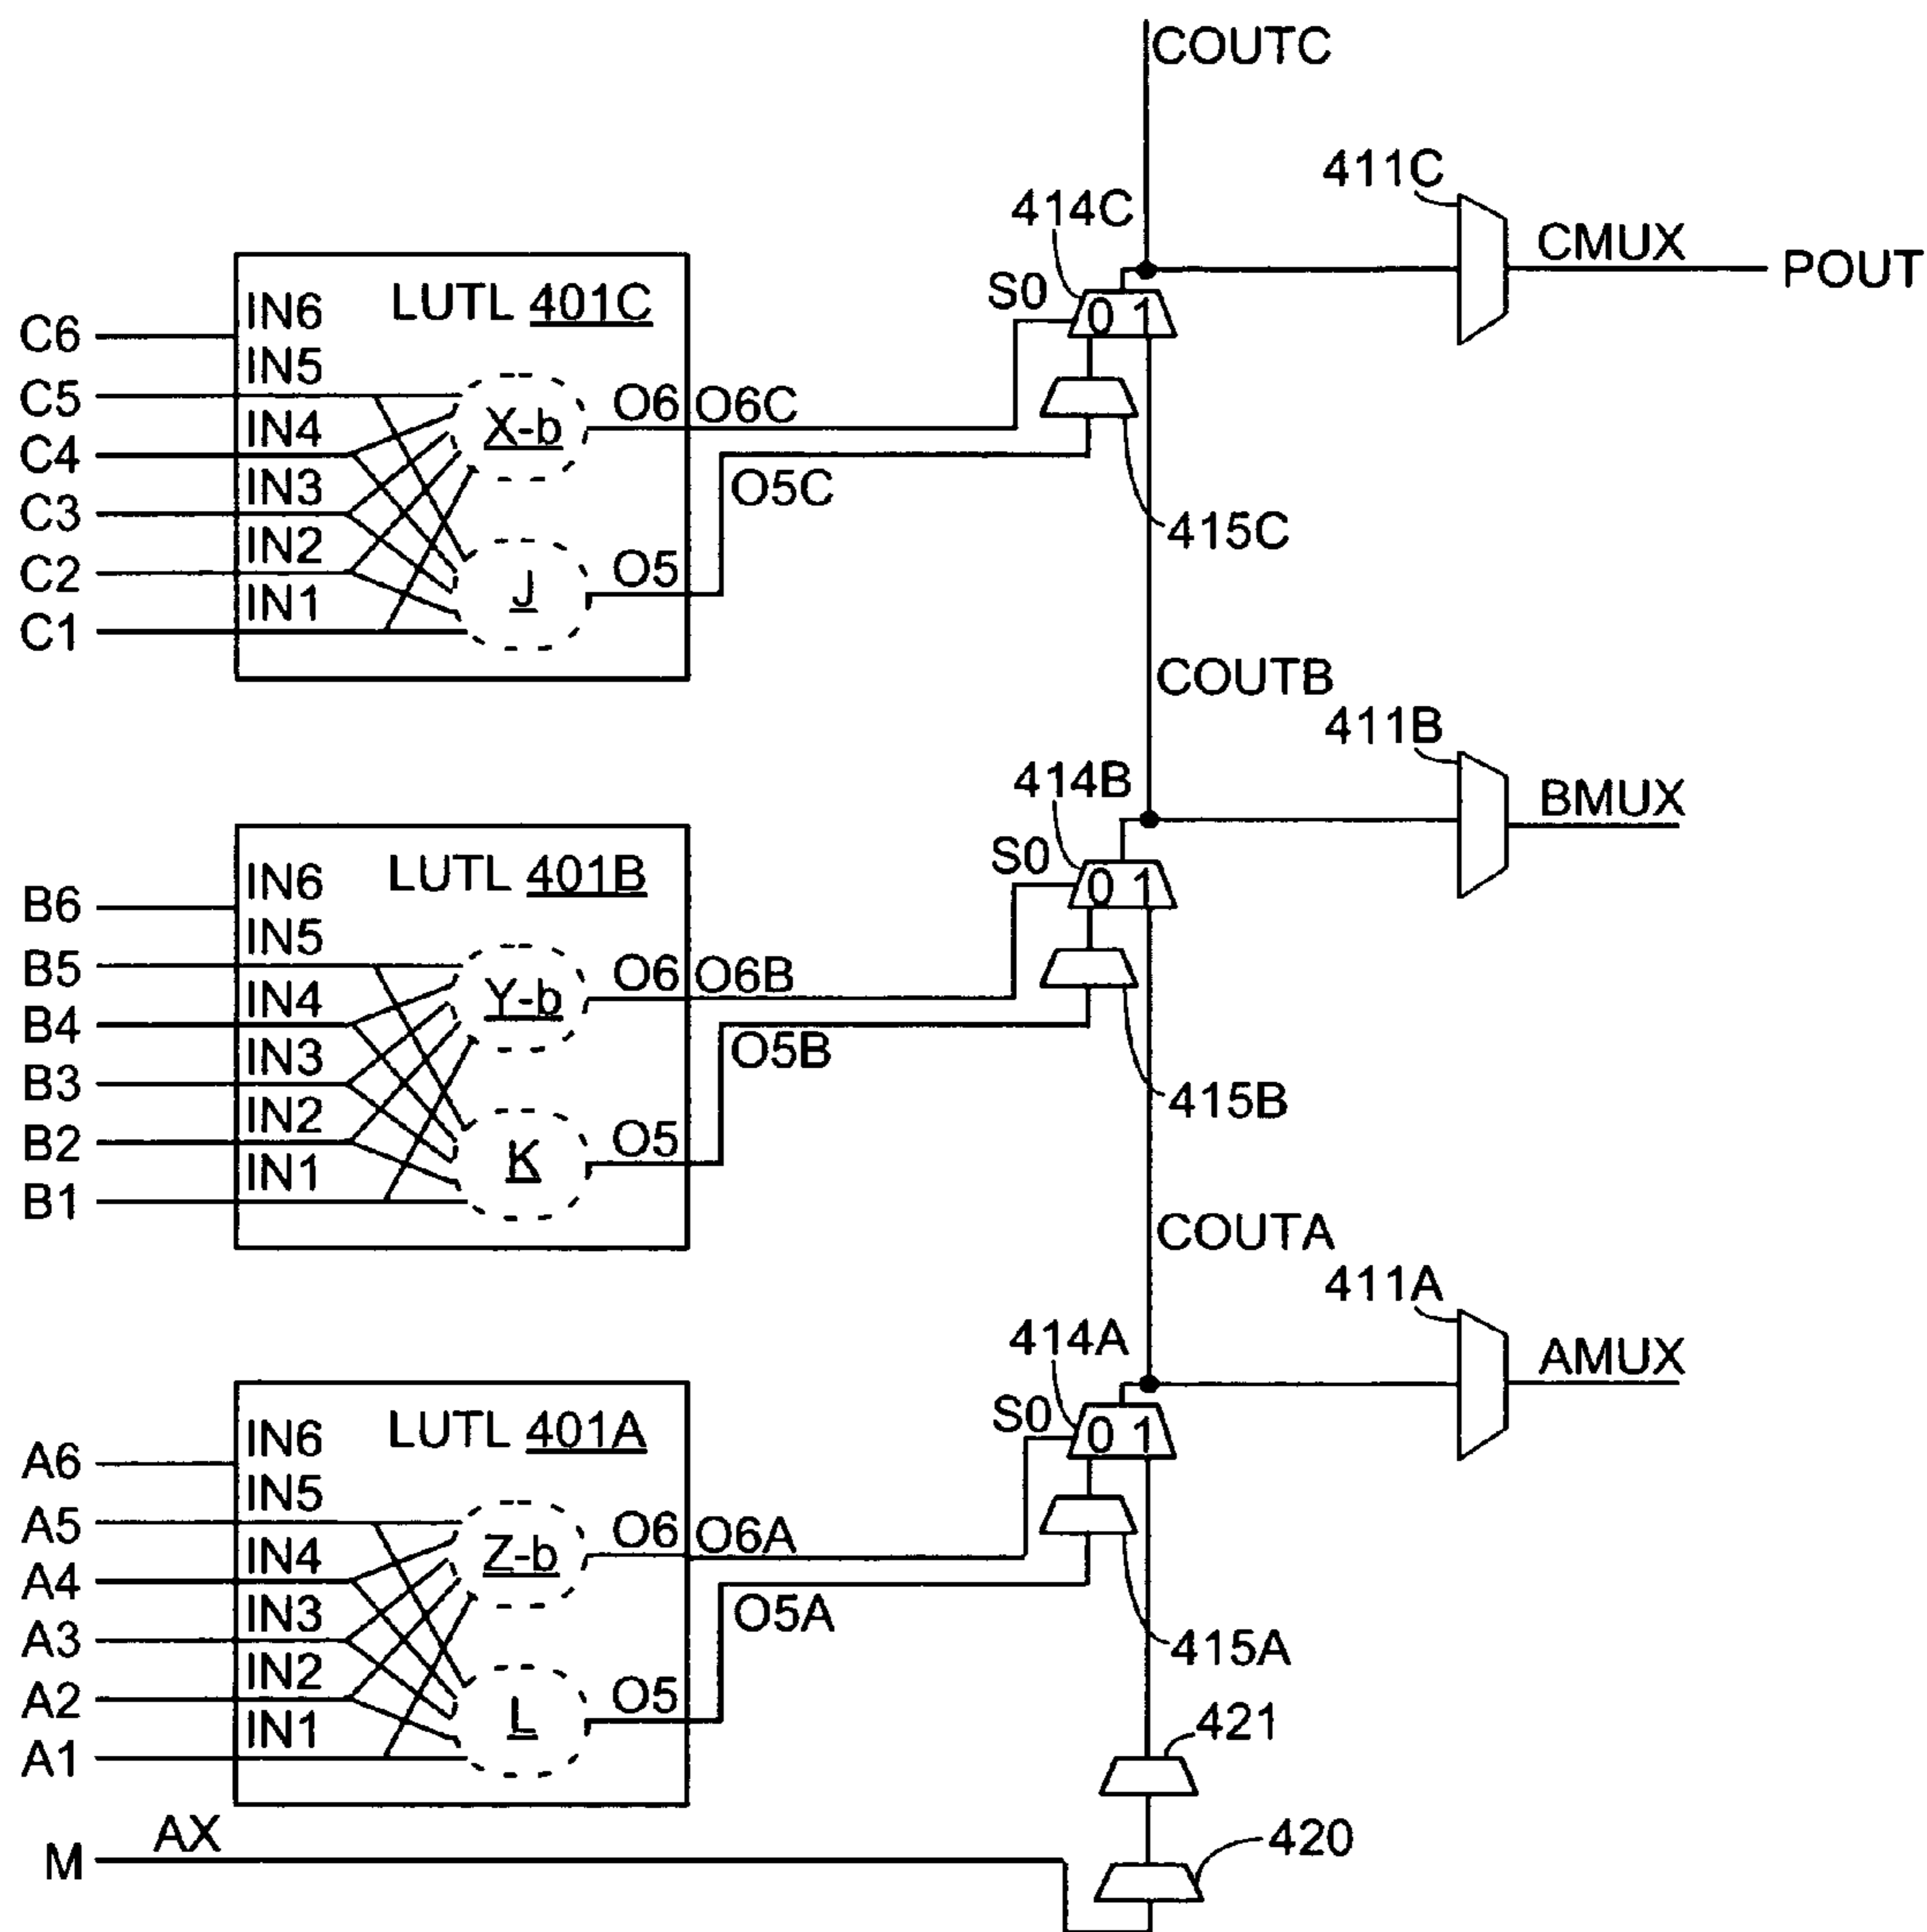 COUTC
411C
414C
CMUX
POUT
S0
0 1
LUTL 401C
IN6
C6
IN5
C5
X-b
O6
O6C
IN4
C4
415C
O5C
IN3
C3
IN2
C2
J
O5
IN1
C1
COUTB
411B
414B
BMUX
S0
0 1
LUTL 401B
IN6
B6
IN5
B5
Y-b
O6
O6B
IN4
B4
O5B
415B
IN3
B3
IN2
B2
K
O5
IN1
B1
COUTA
411A
414A
AMUX
S0
0 1
LUTL 401A
IN6
A6
IN5
A5
Z-b
O6
O6A
IN4
A4
O5A
415A
IN3
A3
IN2
A2
L
O5
IN1
A1
421
AX
M
420